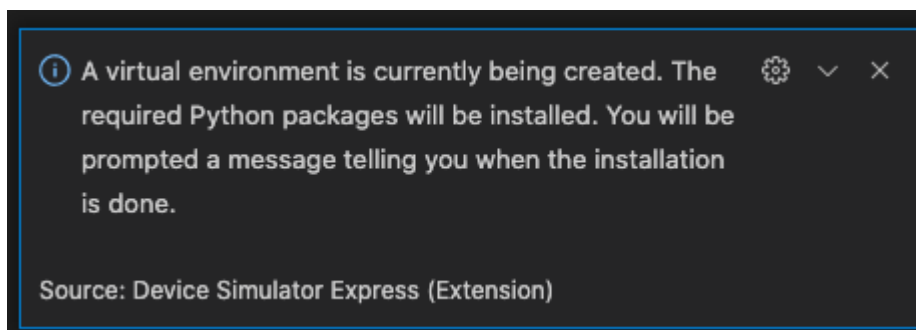 A virtual environment is currently being created. The
required Python packages will be installed. You will be
prompted a message telling you when the installation
is done.
Source: Device Simulator Express (Extension)